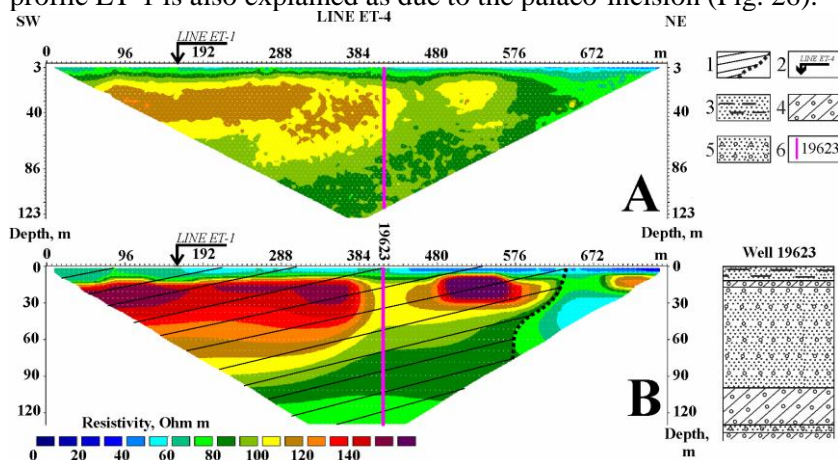 profile ET-1 is also explained as due to the palaeo-incision (Fig. 26).
SW LINE ET-4 NE
LINE ET-1
0 96 192 288 384 480 576 672 m
3
40
86
123
3
40
86
123
A
Depth, m
Depth, m
1 2 LINE ET-4
3 4
5 6 19623
LINE ET-1
19623
0 96 192 288 384 480 576 672 m
0
30
60
90
120
0
30
60
90
120
B
Depth, m
Resistivity, Ohm m
0 20 40 60 80 100 120 140
Well 19623